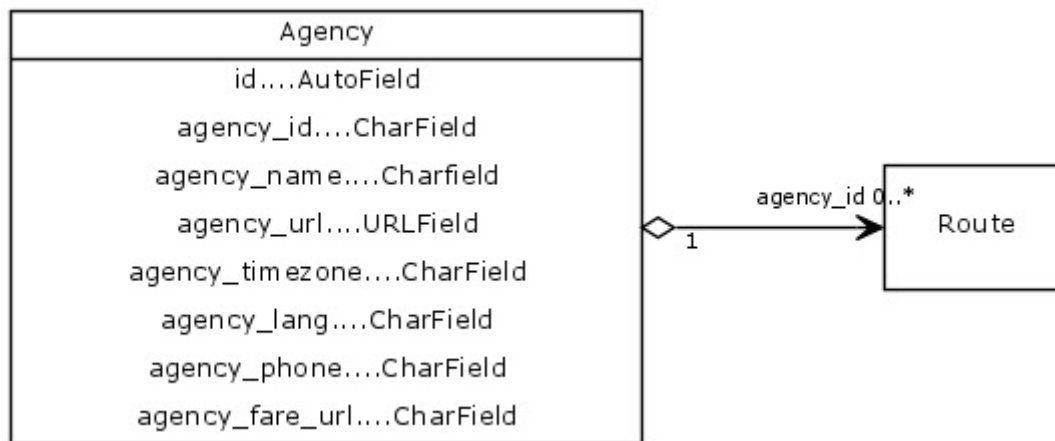 Agency
id....AutoField
agency_id....CharField
agency_name....Charfield
agency_url....URLField
agency_timezone....CharField
agency_lang....CharField
agency_phone....CharField
agency_fare_url....CharField
agency_id 0..*
1
Route